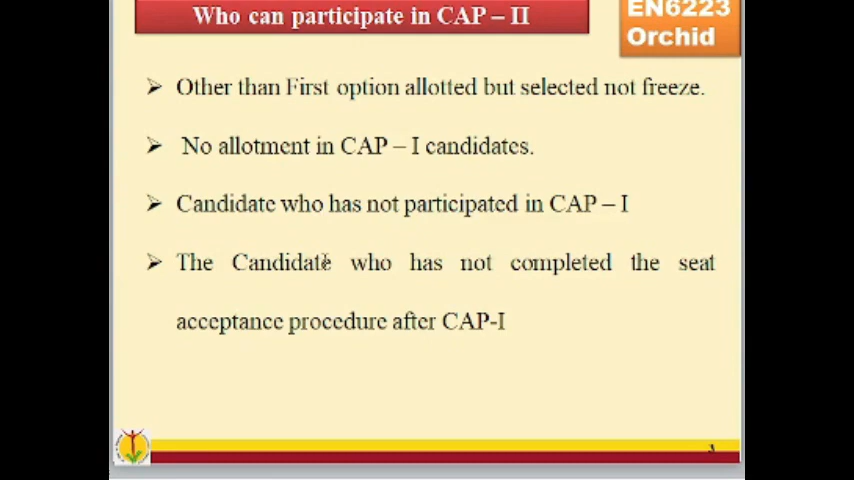 Who can participate in CAP – II
EN6223
Orchid
➢ Other than First option allotted but selected not freeze.
➢ No allotment in CAP – I candidates.
➢ Candidate who has not participated in CAP – I
➢ The Candidate who has not completed the seat
acceptance procedure after CAP-I
3